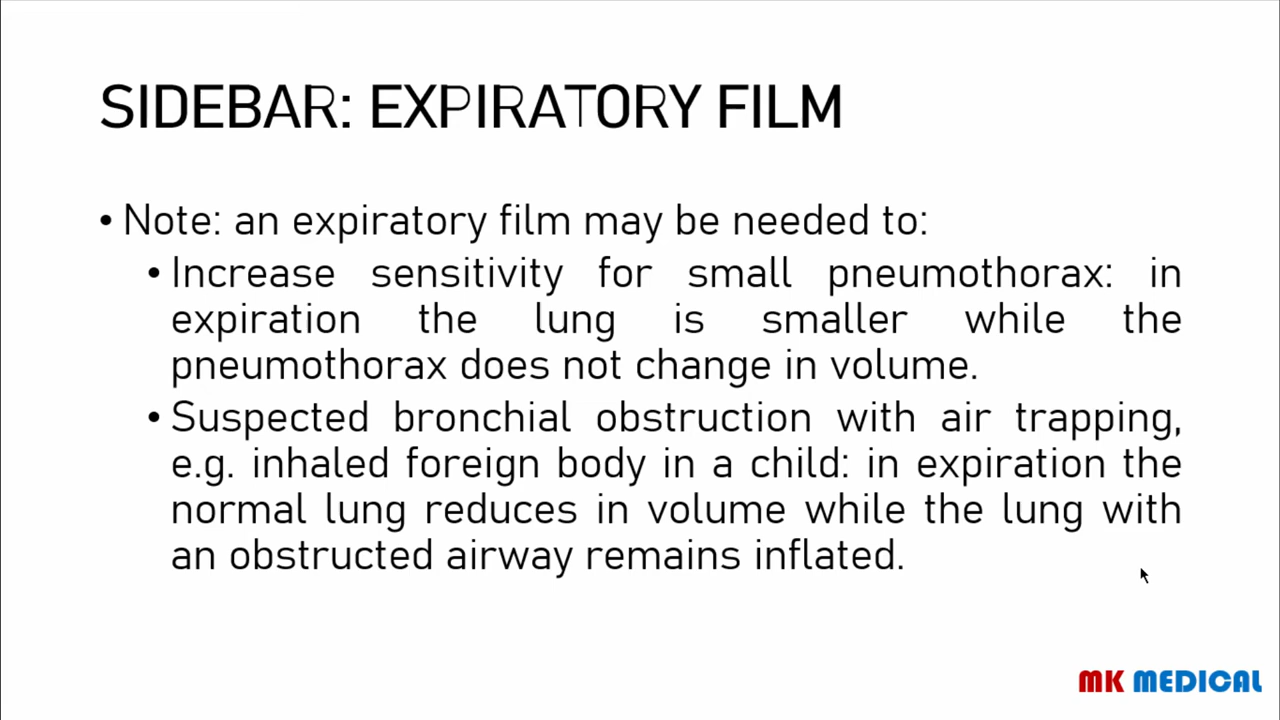 SIDEBAR: EXPIRATORY FILM
• Note: an expiratory film may be needed to:
• Increase sensitivity for small pneumothorax: in
expiration the lung is smaller while the
pneumothorax does not change in volume.
• Suspected bronchial obstruction with air trapping,
e.g. inhaled foreign body in a child: in expiration the
normal lung reduces in volume while the lung with
an obstructed airway remains inflated.
MK MEDICAL